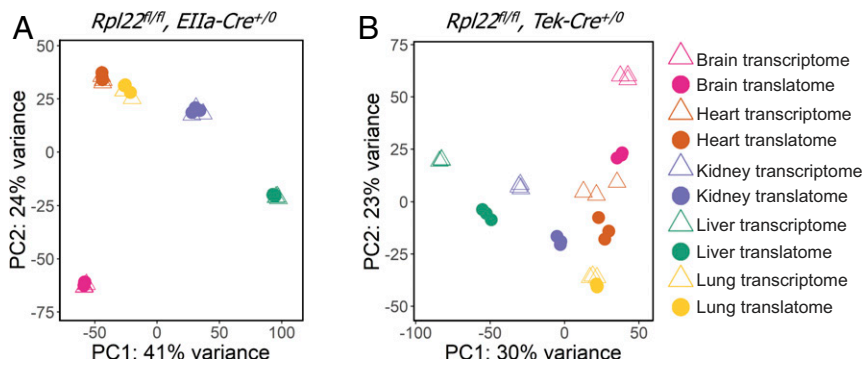 A
Rpl22fl/fl, EIIa-Cre+/0
50
25
0
-25
-50
-75
PC2: 24% variance
-50
0
50
100
PC1: 41% variance
B
Rpl22fl/fl, Tek-Cre+/0
75
50
25
0
-25
-50
PC2: 23% variance
-100
-50
0
50
PC1: 30% variance
Brain transcriptome
Brain translatome
Heart transcriptome
Heart translatome
Kidney transcriptome
Kidney translatome
Liver transcriptome
Liver translatome
Lung transcriptome
Lung translatome